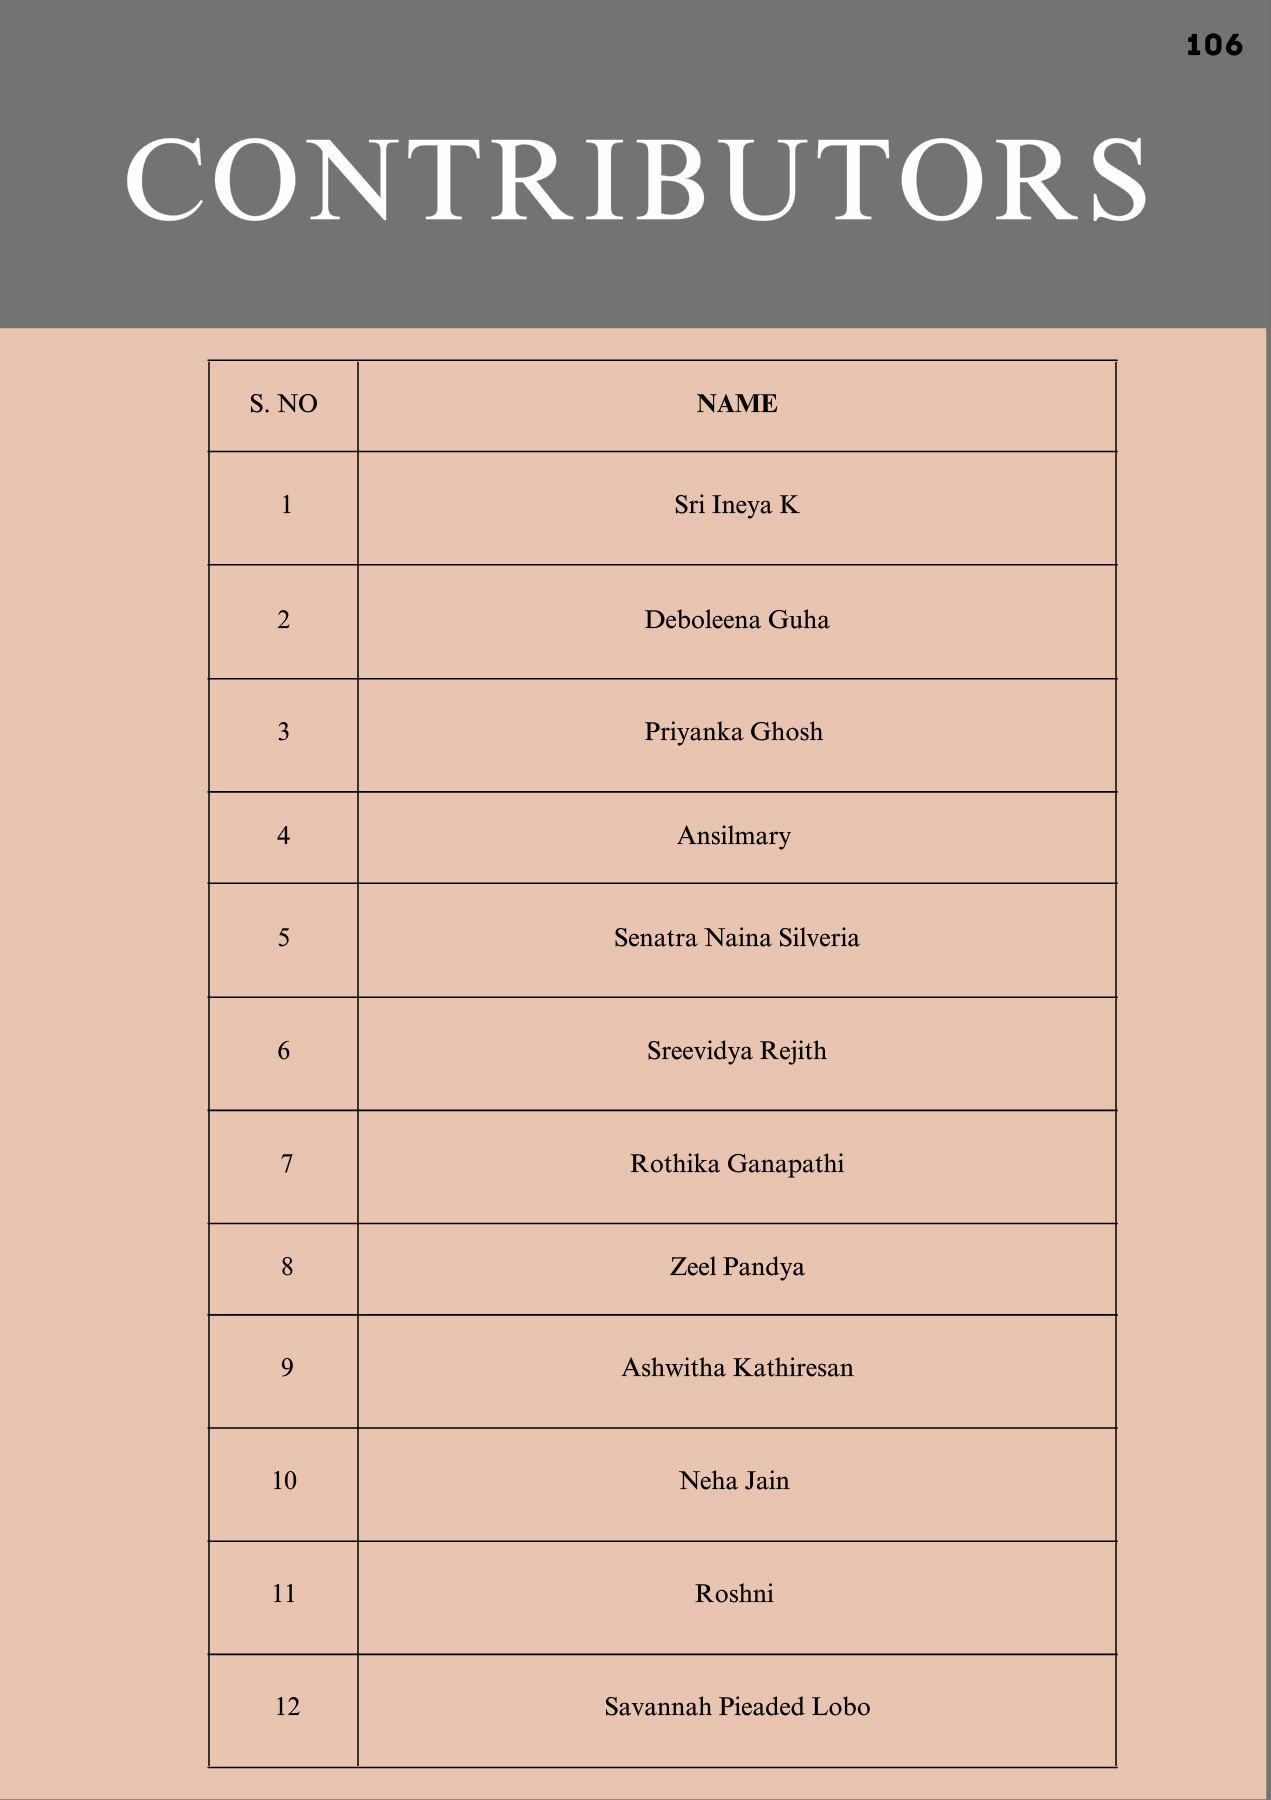 106
CONTRIBUTORS
S. NO NAME
1 Sri Ineya K
2 Deboleena Guha
3 Priyanka Ghosh
4 Ansilmary
5 Senatra Naina Silveria
6 Sreevidya Rejith
7 Rothika Ganapathi
8 Zeel Pandya
9 Ashwitha Kathiresan
10 Neha Jain
11 Roshni
12 Savannah Pieaded Lobo